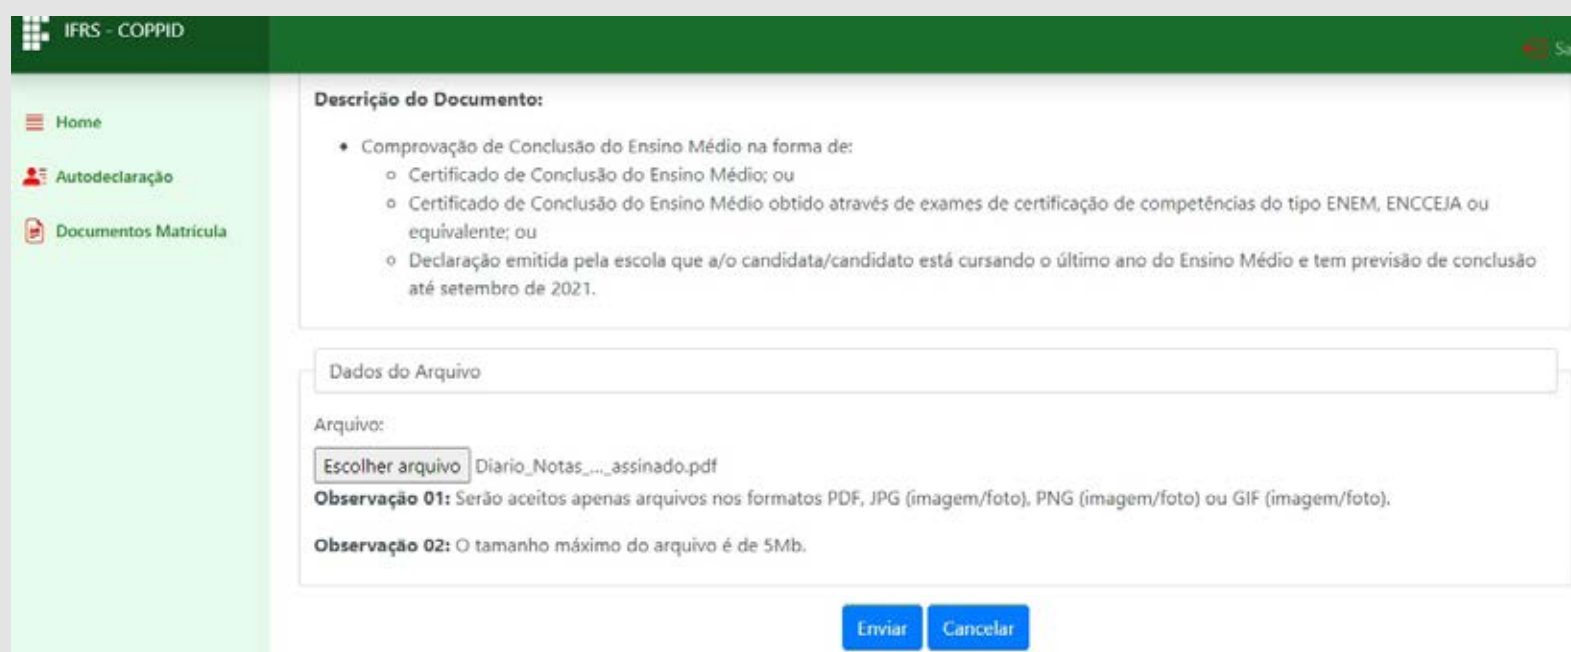 IFRS - COPPID
Home
Autodeclaração
Documentos Matrícula
Descrição do Documento:
• Comprovação de Conclusão do Ensino Médio na forma de:
○ Certificado de Conclusão do Ensino Médio; ou
○ Certificado de Conclusão do Ensino Médio obtido através de exames de certificação de competências do tipo ENEM, ENCCEJA ou
equivalente; ou
○ Declaração emitida pela escola que a/o candidata/candidato está cursando o último ano do Ensino Médio e tem previsão de conclusão
até setembro de 2021.
Dados do Arquivo
Arquivo:
Escolher arquivo Diario_Notas_..._assinado.pdf
Observação 01: Serão aceitos apenas arquivos nos formatos PDF, JPG (imagem/foto), PNG (imagem/foto) ou GIF (imagem/foto).
Observação 02: O tamanho máximo do arquivo é de 5Mb.
Enviar Cancelar